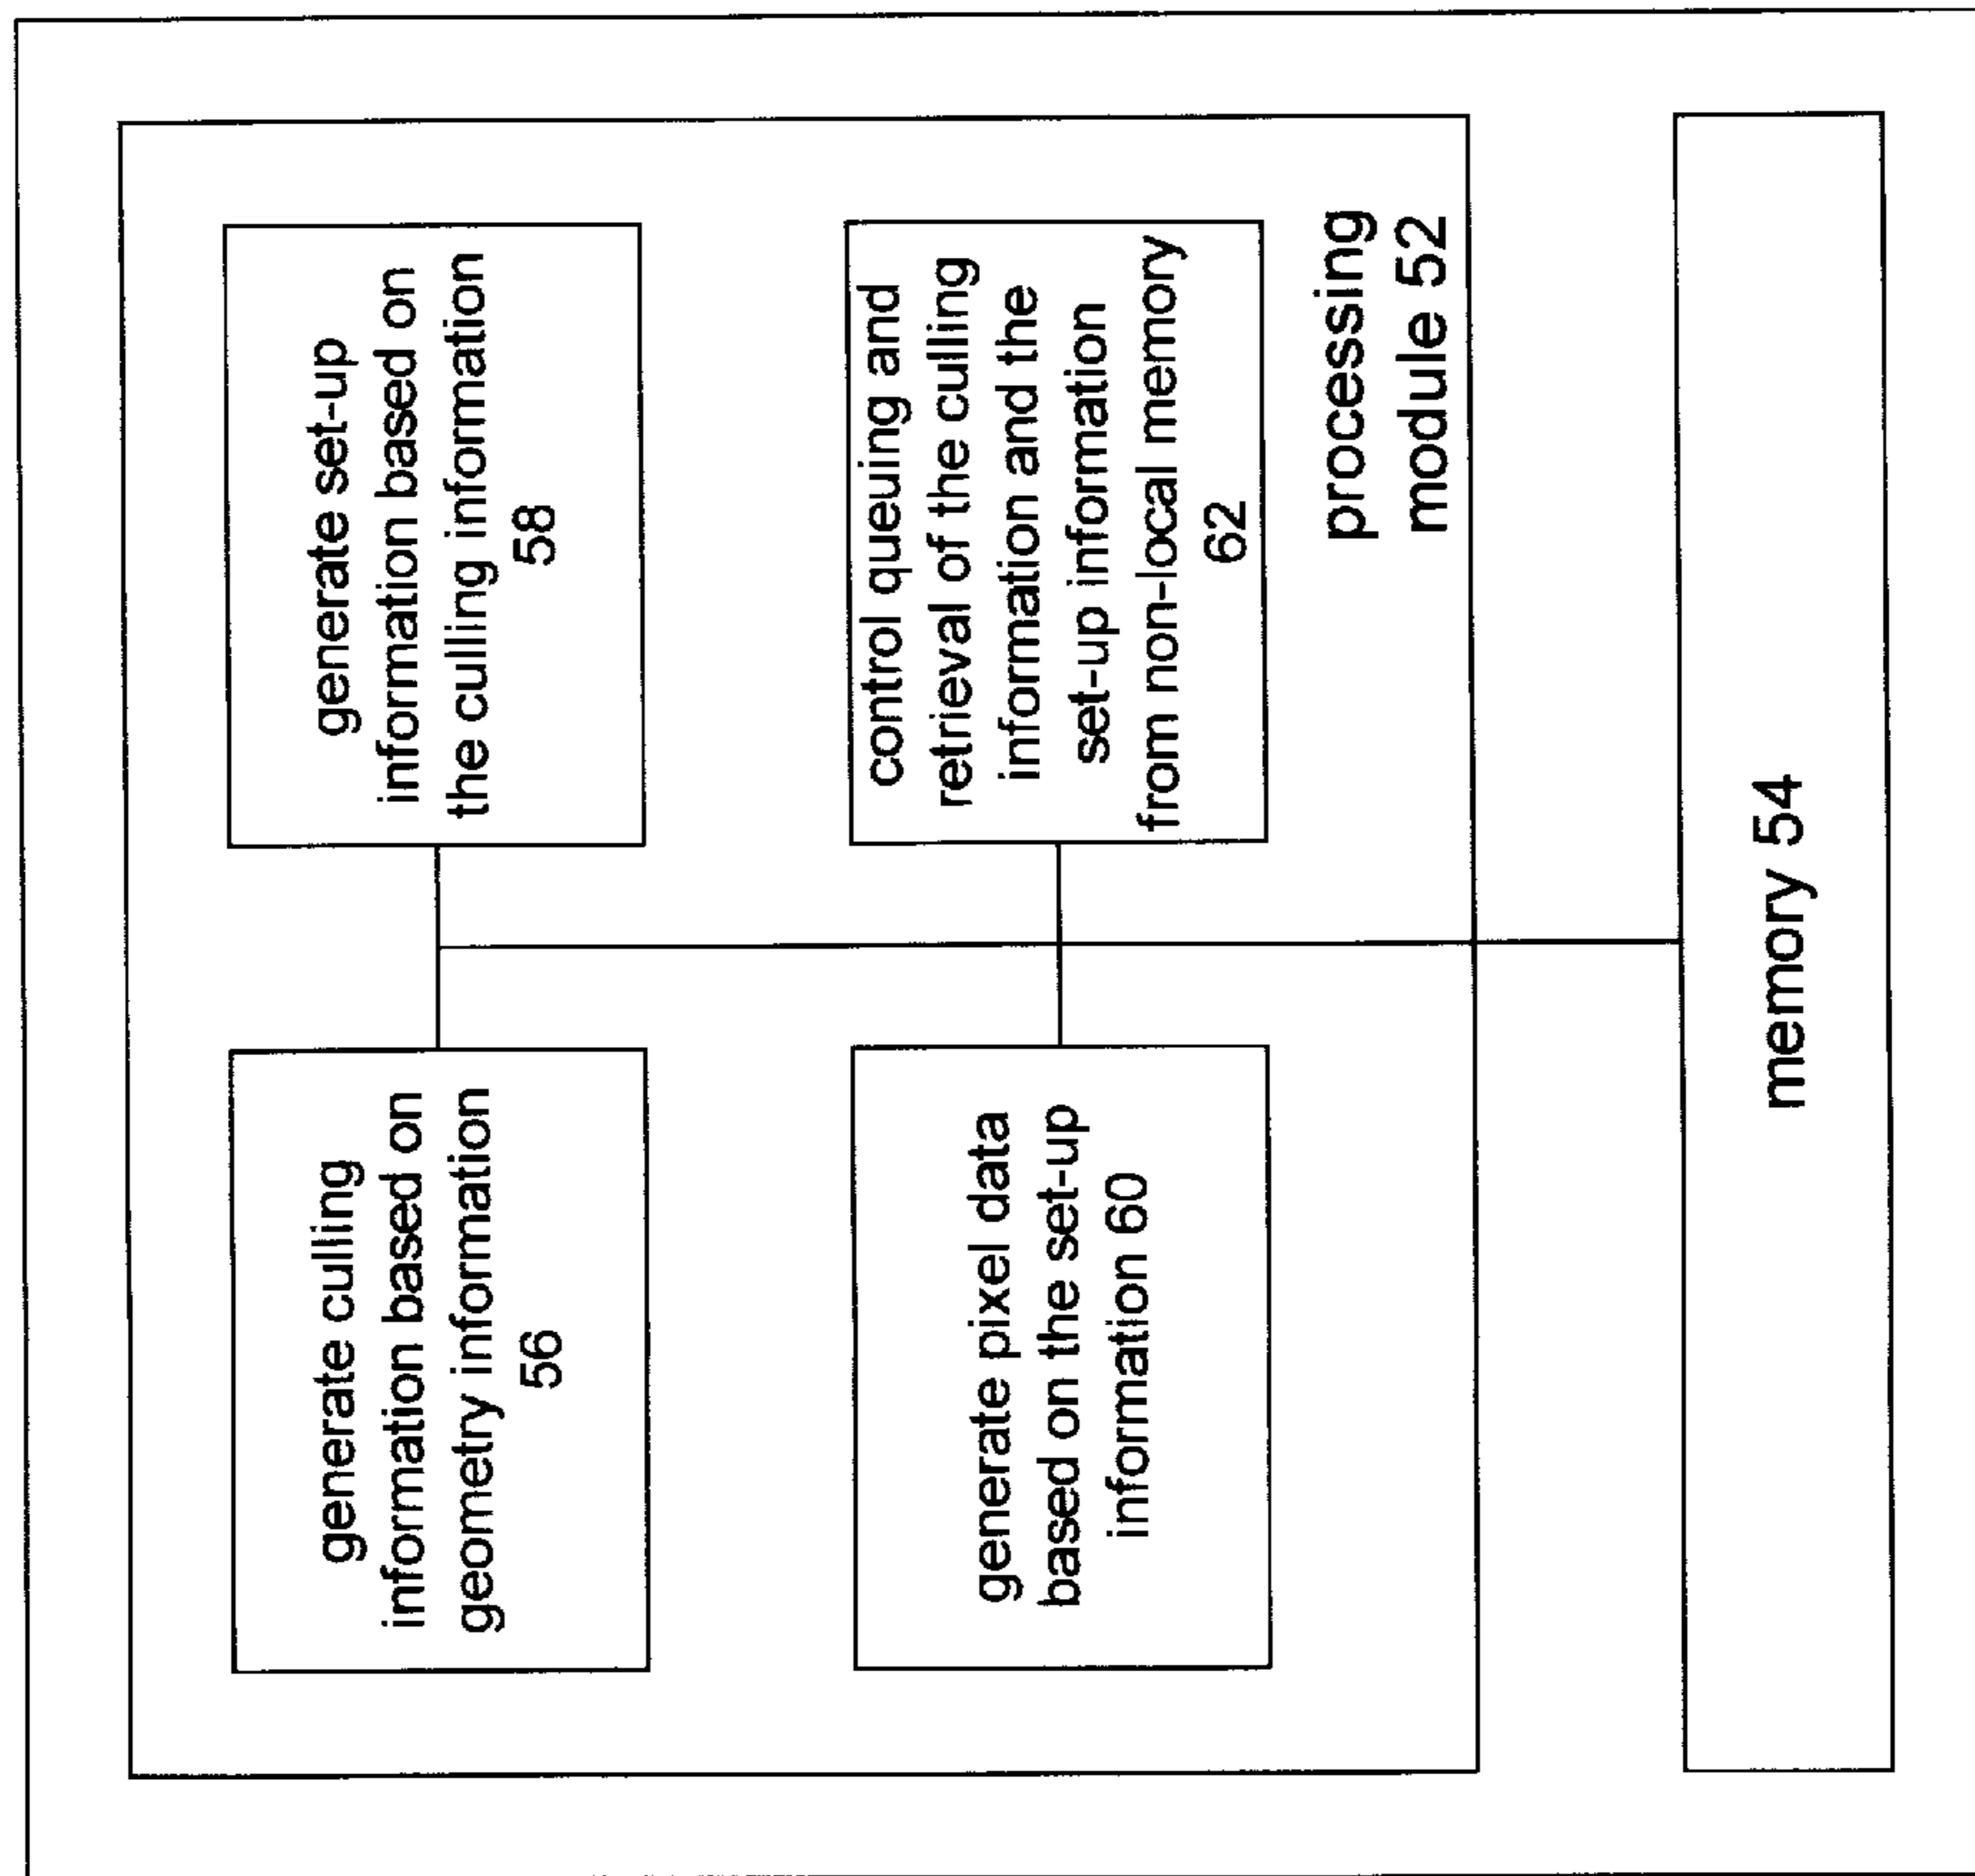 generate culling
information based on
geometry information
56
generate set-up
information based on
the culling information
58
generate pixel data
based on the set-up
information 60
control queuing and
retrieval of the culling
information and the
set-up information
from non-local memory
62
processing
module 52
memory 54